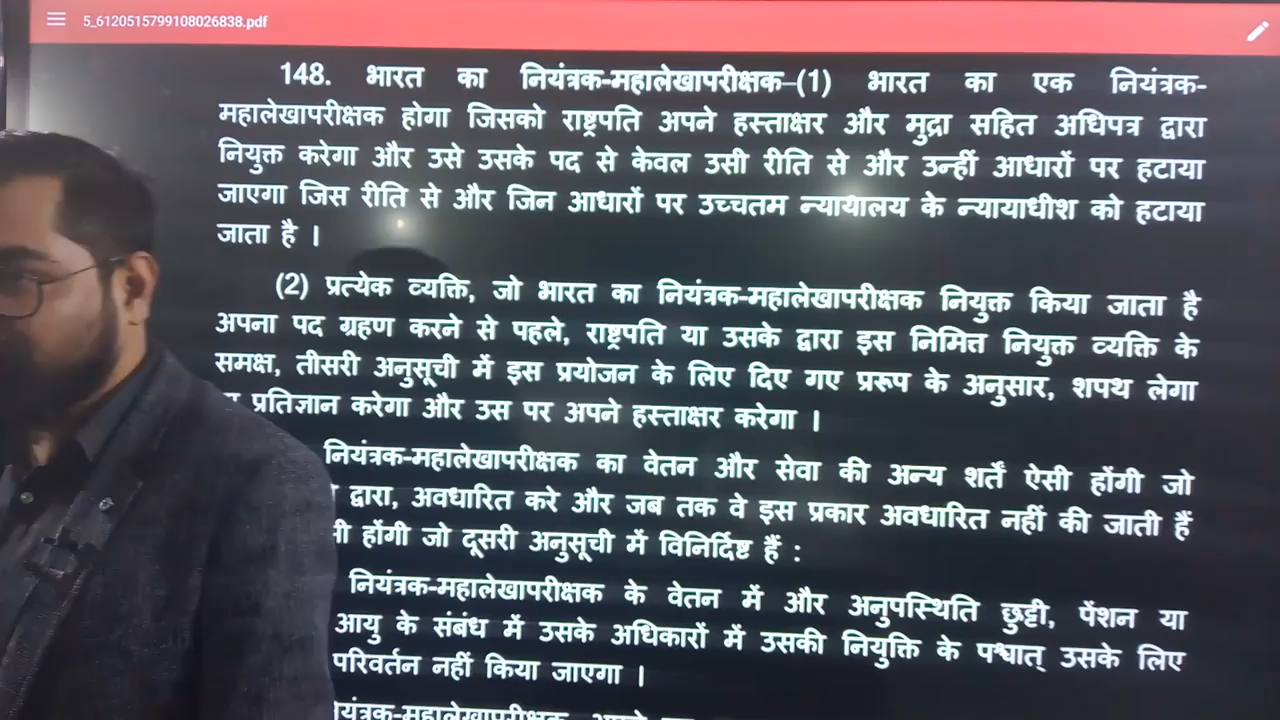 5_6120515799108026838.pdf
148. भारत का नियंत्रक-महालेखापरीक्षक–(1) भारत का एक नियंत्रक-
महालेखापरीक्षक होगा जिसको राष्ट्रपति अपने हस्ताक्षर और मुद्रा सहित अधिपत्र द्वारा
नियुक्त करेगा और उसे उसके पद से केवल उसी रीति से और उन्हीं आधारों पर हटाया
जाएगा जिस रीति से और जिन आधारों पर उच्चतम न्यायालय के न्यायाधीश को हटाया
जाता है ।
(2) प्रत्येक व्यक्ति, जो भारत का नियंत्रक-महालेखापरीक्षक नियुक्त किया जाता है
अपना पद ग्रहण करने से पहले, राष्ट्रपति या उसके द्वारा इस निमित्त नियुक्त व्यक्ति के
समक्ष, तीसरी अनुसूची में इस प्रयोजन के लिए दिए गए प्ररूप के अनुसार, शपथ लेगा
प्रतिज्ञान करेगा और उस पर अपने हस्ताक्षर करेगा ।
नियंत्रक-महालेखापरीक्षक का वेतन और सेवा की अन्य शर्तें ऐसी होंगी जो
द्वारा, अवधारित करे और जब तक वे इस प्रकार अवधारित नहीं की जाती हैं
होंगी जो दूसरी अनुसूची में विनिर्दिष्ट हैं :
नियंत्रक-महालेखापरीक्षक के वेतन में और अनुपस्थिति छुट्टी, पेंशन या
आयु के संबंध में उसके अधिकारों में उसकी नियुक्ति के पश्चात् उसके लिए
परिवर्तन नहीं किया जाएगा ।